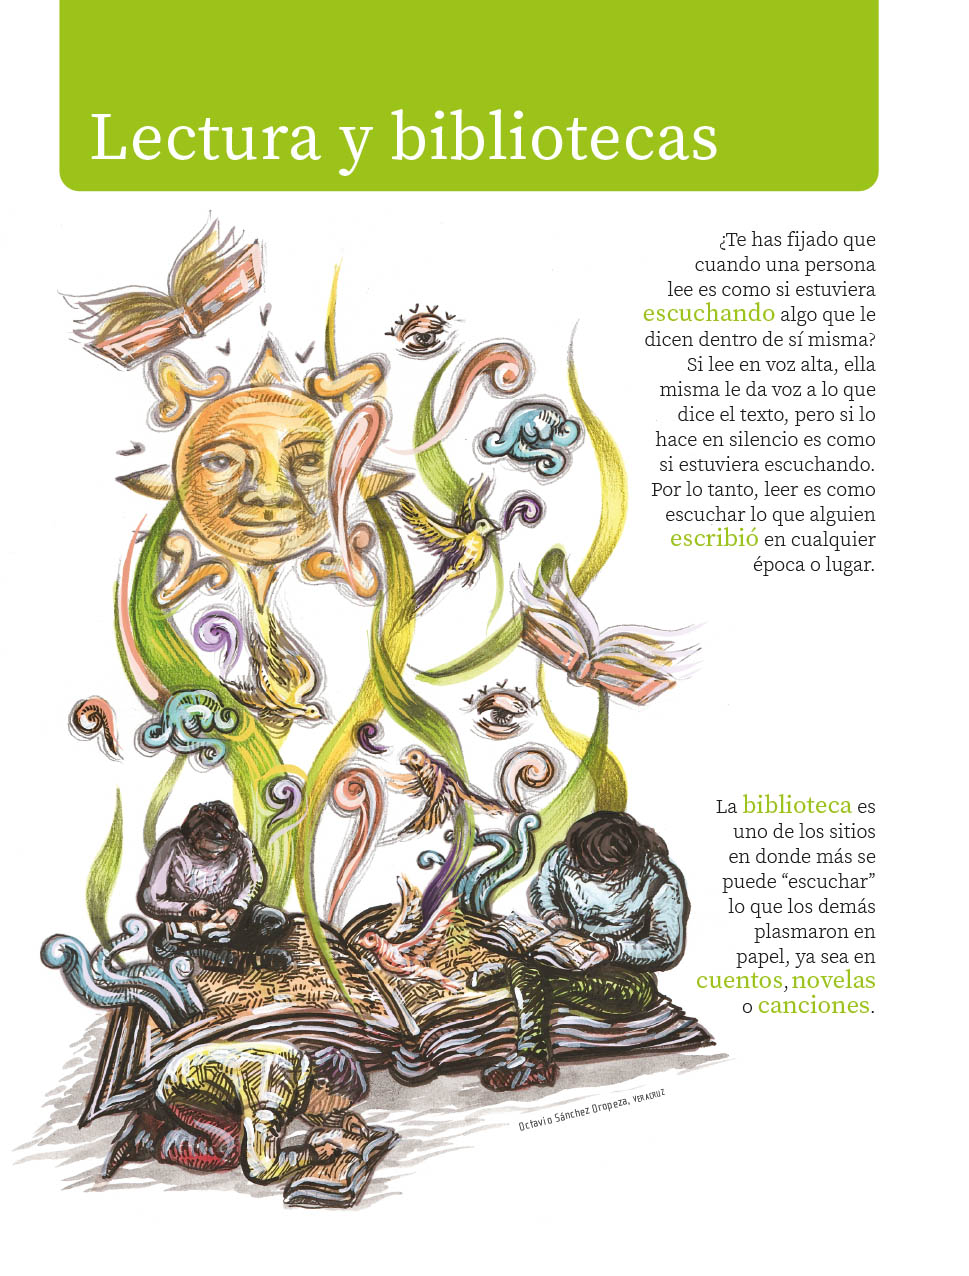 Lectura y bibliotecas
¿Te has fijado que
cuando una persona
lee es como si estuviera
escuchando algo que le
dicen dentro de sí misma?
Si lee en voz alta, ella
misma le da voz a lo que
dice el texto, pero si lo
hace en silencio es como
si estuviera escuchando.
Por lo tanto, leer es como
escuchar lo que alguien
escribió en cualquier
época o lugar.
La biblioteca es
uno de los sitios
en donde más se
puede “escuchar”
lo que los demás
plasmaron en
papel, ya sea en
cuentos, novelas
o canciones.
Octavio Sánchez Oropeza, VERACRUZ